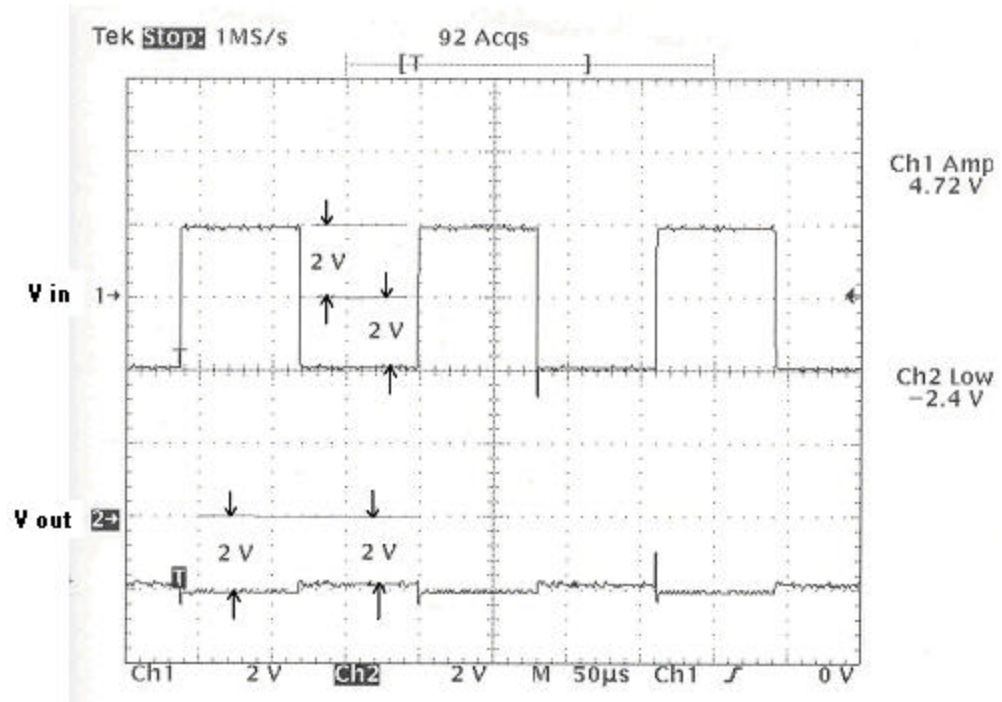 Tek Stop: 1MS/s 92 Acqs
[T ]
Ch1 Amp
4.72 V
2 V
V in 1→
2 V
T
Ch2 Low
−2.4 V
V out 2→
2 V 2 V
T
Ch1 2 V Ch2 2 V M 50µs Ch1 0 V